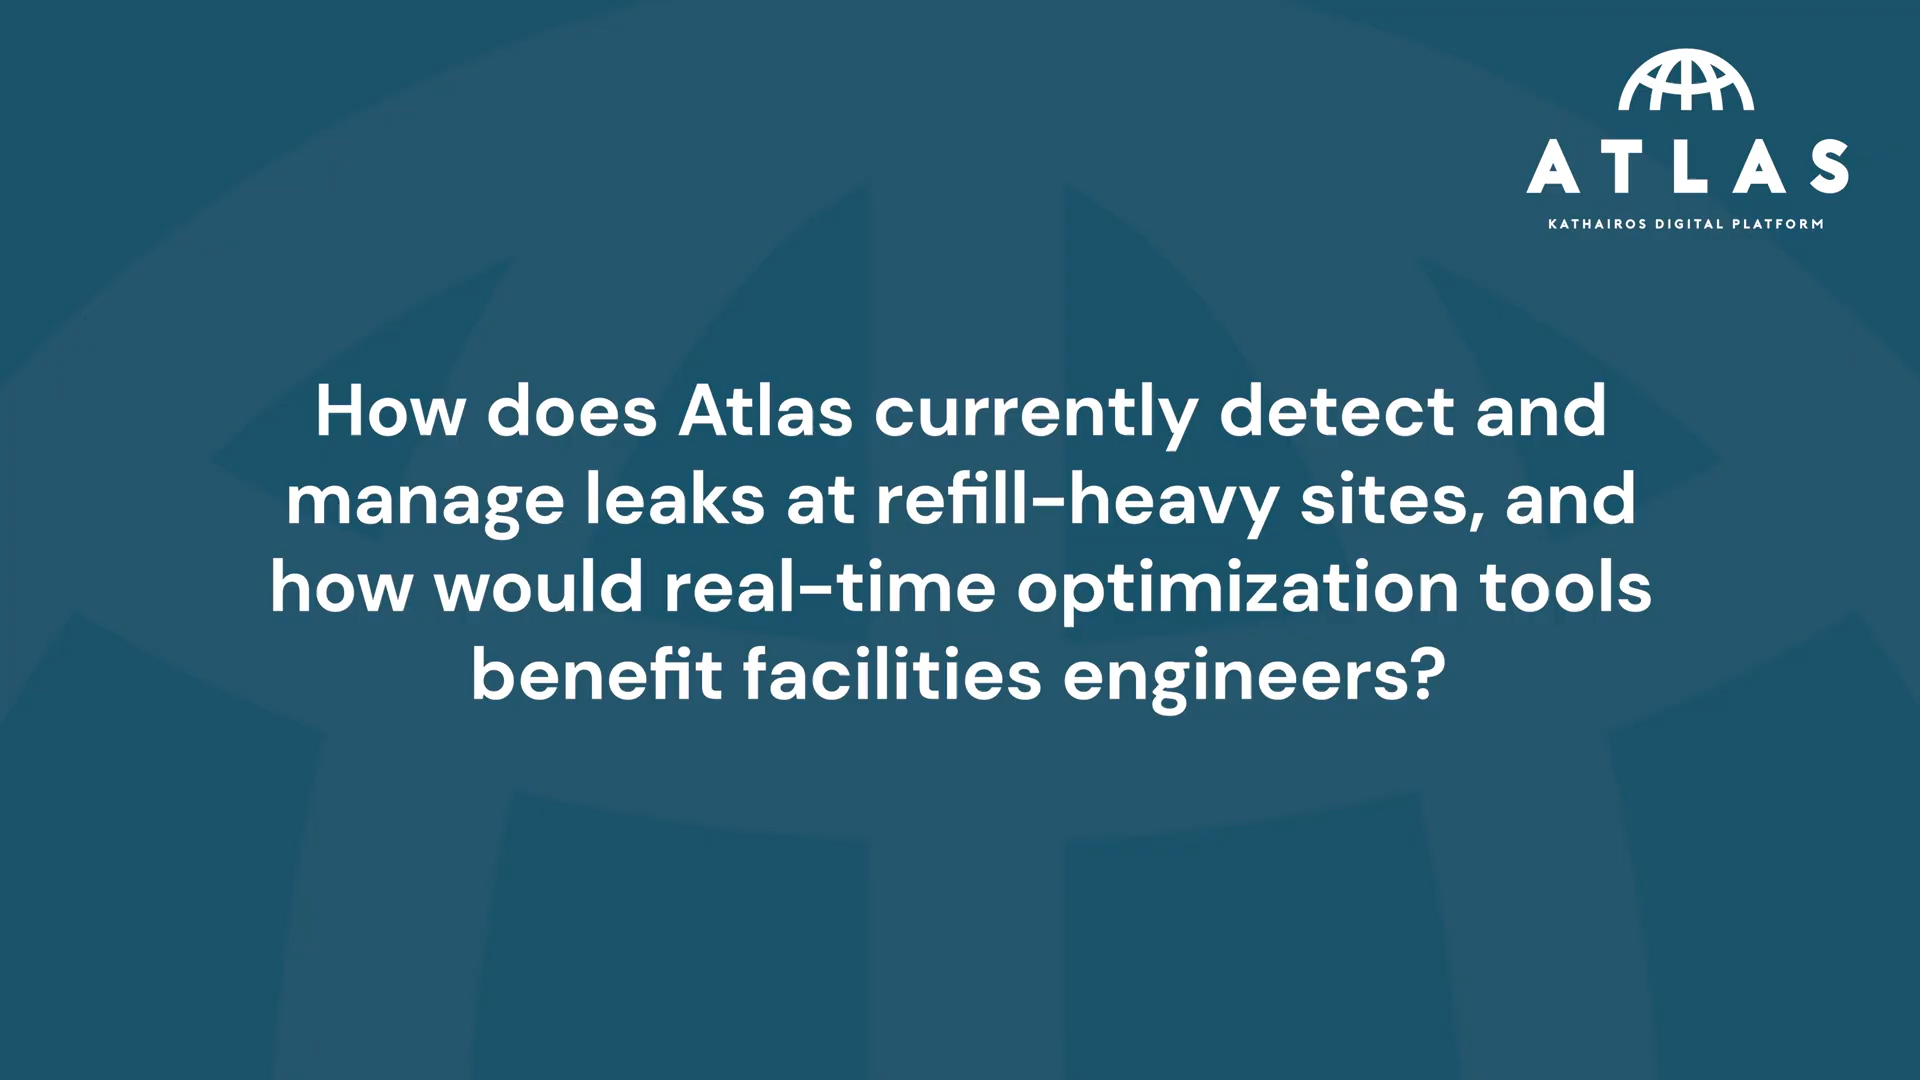 ATLAS
KATHAIROS DIGITAL PLATFORM
How does Atlas currently detect and
manage leaks at refill-heavy sites, and
how would real-time optimization tools
benefit facilities engineers?